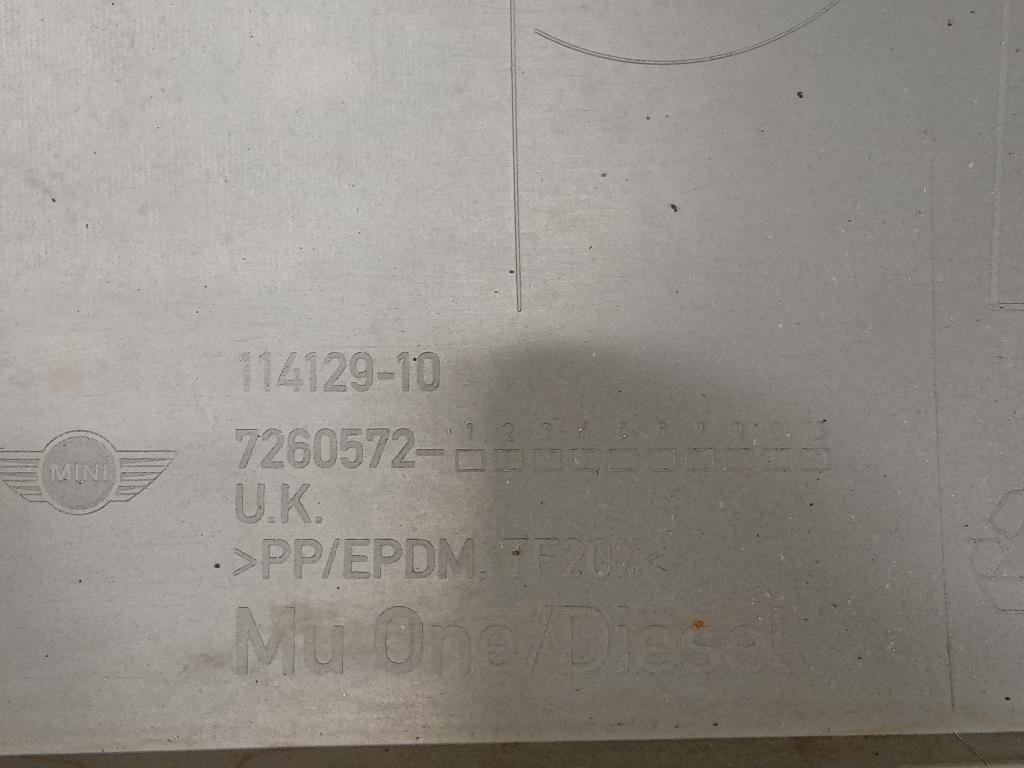 114129-10
1 2 3 4 5 6 7 8 9
7260572-
MINI
U.K.
>PP/EPDM, TF20%<
Mu One/Diesel